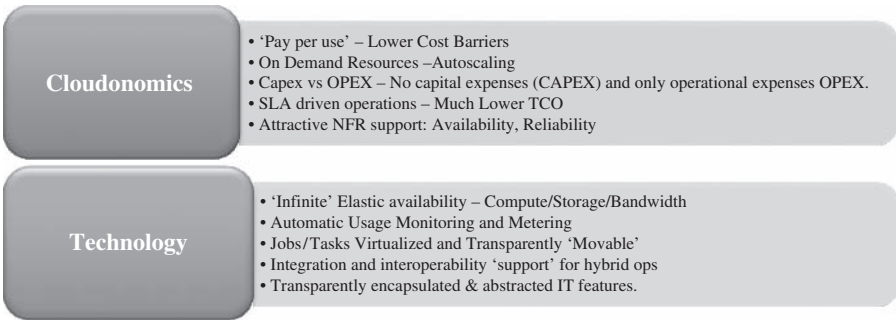 Cloudonomics
• ‘Pay per use’ – Lower Cost Barriers
• On Demand Resources –Autoscaling
• Capex vs OPEX – No capital expenses (CAPEX) and only operational expenses OPEX.
• SLA driven operations – Much Lower TCO
• Attractive NFR support: Availability, Reliability
Technology
• ‘Infinite’ Elastic availability – Compute/Storage/Bandwidth
• Automatic Usage Monitoring and Metering
• Jobs/Tasks Virtualized and Transparently ‘Movable’
• Integration and interoperability ‘support’ for hybrid ops
• Transparently encapsulated & abstracted IT features.